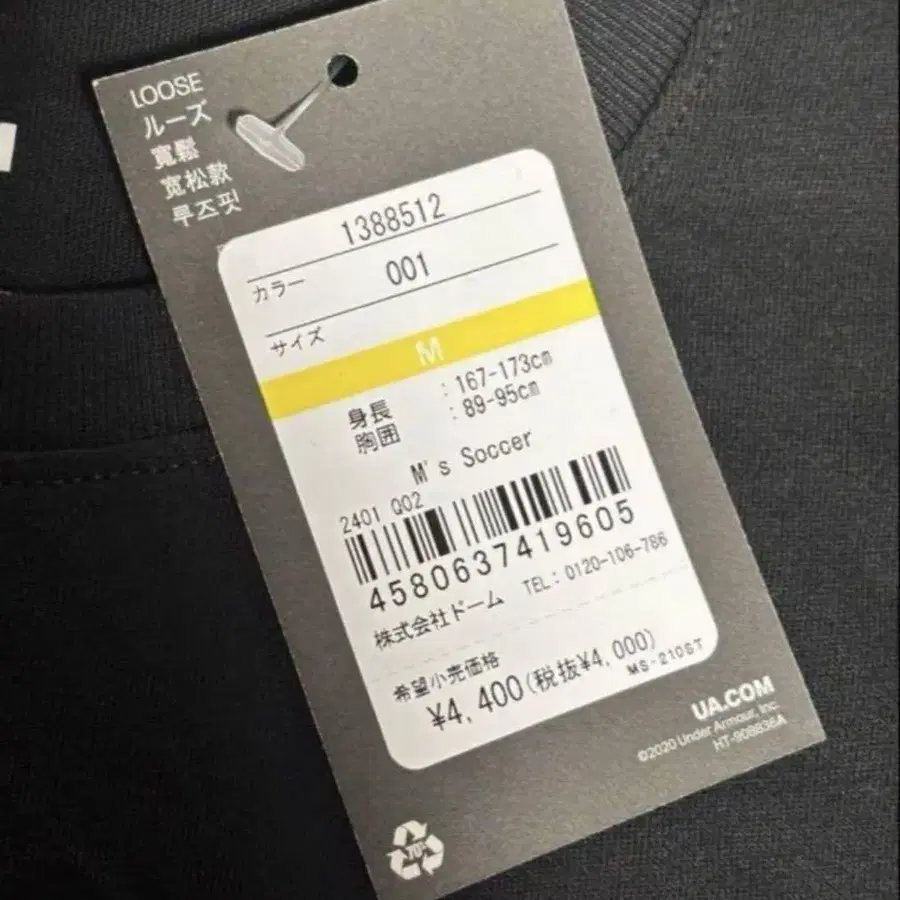 LOOSE
ルーズ
寬鬆
宽松款
루즈핏
1388512
カラー 001
サイズ
M
身長 : 167-173cm
胸囲 : 89-95cm
M's Soccer
2401 Q02
4580637419605
株式会社ドーム TEL: 0120-106-786
希望小売価格
¥4,400(税抜¥4,000)
MS-210ST
UA.COM
©2020 Under Armour, Inc.
HT-908836A